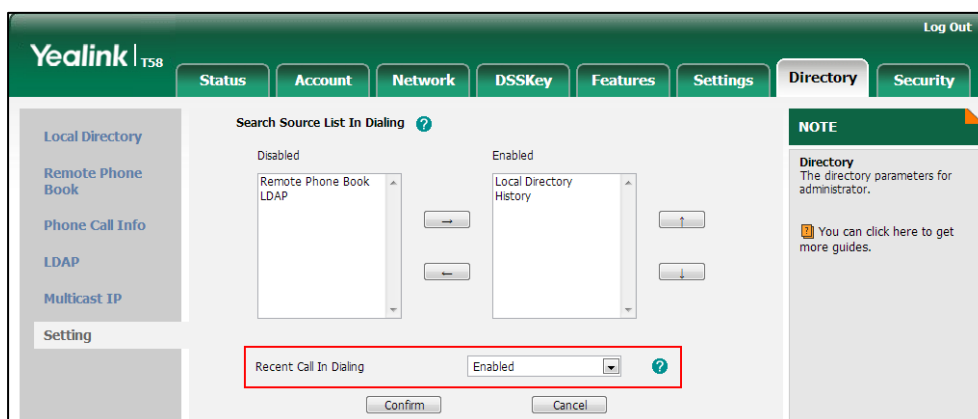 Log Out
Yealink T58
Status Account Network DSSKey Features Settings Directory Security
Local Directory
Remote Phone
Book
Phone Call Info
LDAP
Multicast IP
Setting
Search Source List In Dialing ?
Disabled
Remote Phone Book
LDAP
→
←
Enabled
Local Directory
History
↑
↓
Recent Call In Dialing Enabled ?
Confirm Cancel
NOTE
Directory
The directory parameters for
administrator.
? You can click here to get
more guides.